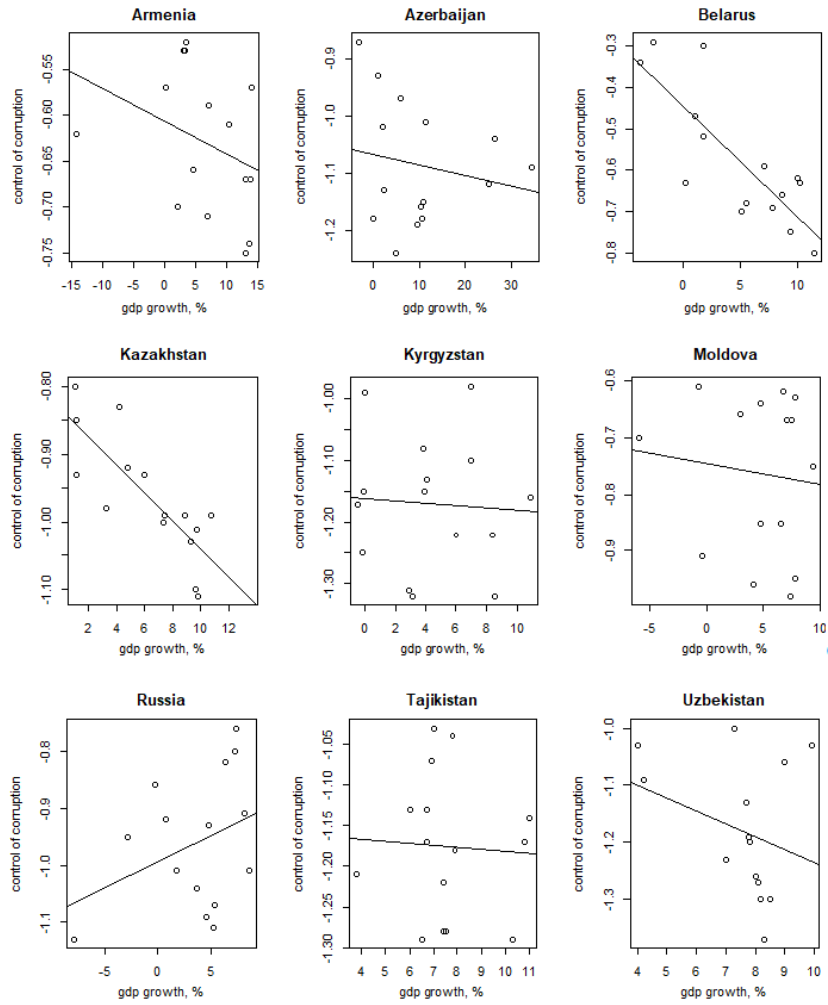 Armenia
control of corruption
-0.55
-0.60
-0.65
-0.70
-0.75
-15 -5 0 5 10 15
gdp growth, %
Azerbaijan
control of corruption
-0.9
-1.0
-1.1
-1.2
0 10 20 30
gdp growth, %
Belarus
control of corruption
-0.3
-0.4
-0.5
-0.6
-0.7
-0.8
0 5 10
gdp growth, %
Kazakhstan
control of corruption
-0.80
-0.90
-1.00
-1.10
2 4 6 8 10 12
gdp growth, %
Kyrgyzstan
control of corruption
-1.00
-1.10
-1.20
-1.30
0 2 4 6 8 10
gdp growth, %
Moldova
control of corruption
-0.6
-0.7
-0.8
-0.9
-5 0 5 10
gdp growth, %
Russia
control of corruption
-0.8
-0.9
-1.0
-1.1
-5 0 5
gdp growth, %
Tajikistan
control of corruption
-1.05
-1.10
-1.15
-1.20
-1.25
-1.30
4 5 6 7 8 9 10 11
gdp growth, %
Uzbekistan
control of corruption
-1.0
-1.1
-1.2
-1.3
4 5 6 7 8 9 10
gdp growth, %